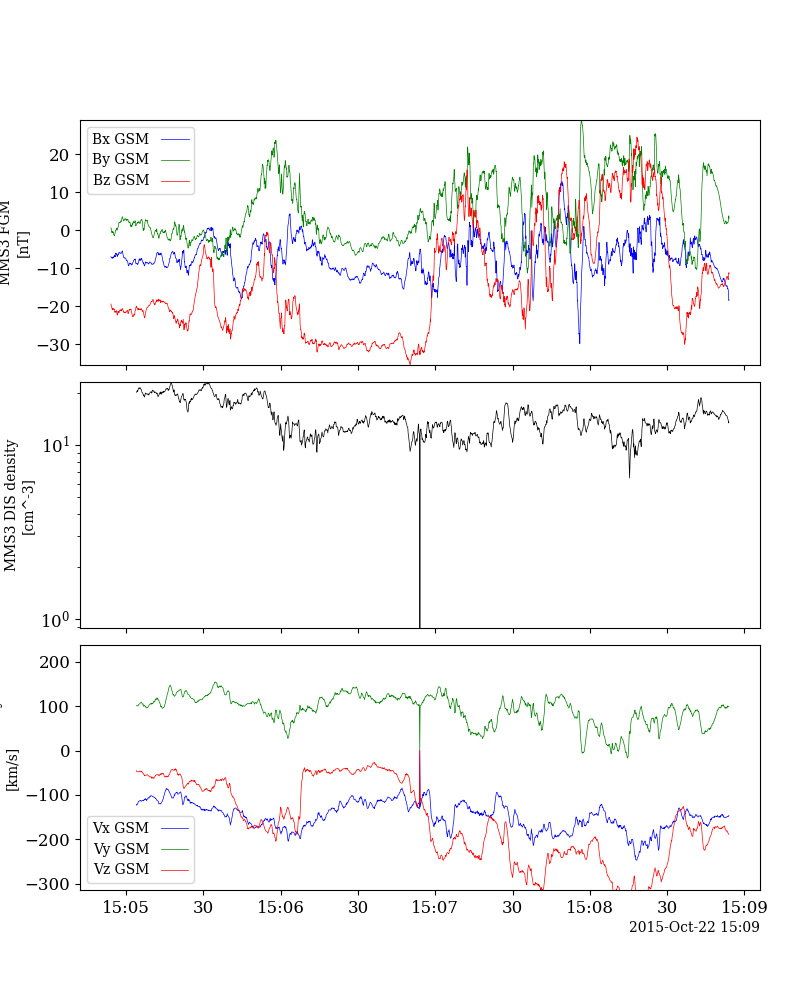 Bx GSM
By GSM
Bz GSM
20
10
0
−10
−20
−30
MMS3 FGM
[nT]
10^1
10^0
MMS3 DIS density
[cm^-3]
200
100
0
−100
−200
−300
[km/s]
Vx GSM
Vy GSM
Vz GSM
15:05 30 15:06 30 15:07 30 15:08 30 15:09
2015-Oct-22 15:09